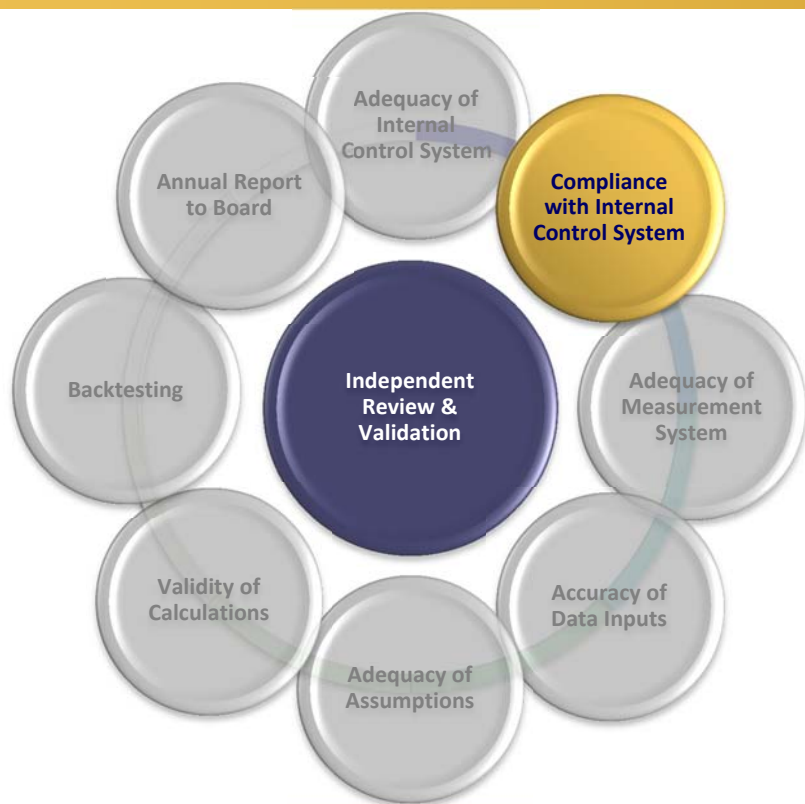 Adequacy of
Internal
Control System
Compliance
with Internal
Control System
Adequacy of
Measurement
System
Accuracy of
Data Inputs
Adequacy of
Assumptions
Validity of
Calculations
Backtesting
Annual Report
to Board
Independent
Review &
Validation